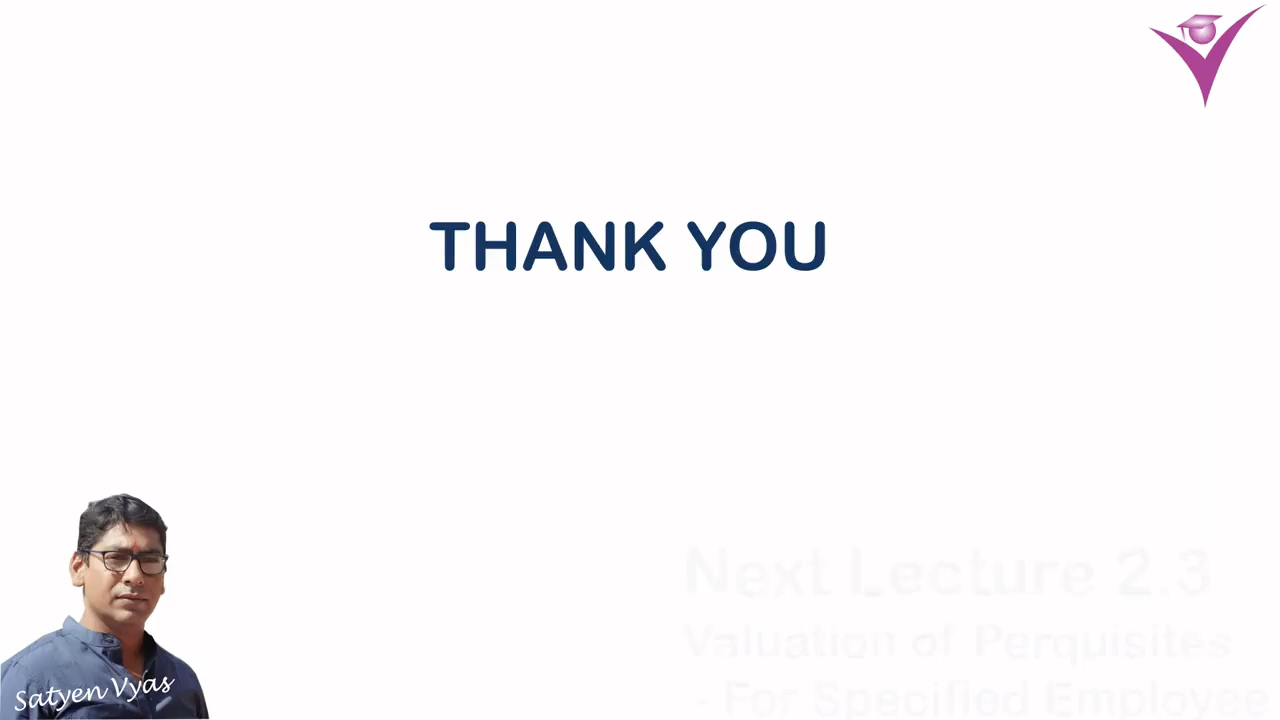 THANK YOU
Next Lecture 2.3
Valuation of Perquisites
- For Specified Employee
Satyen Vyas